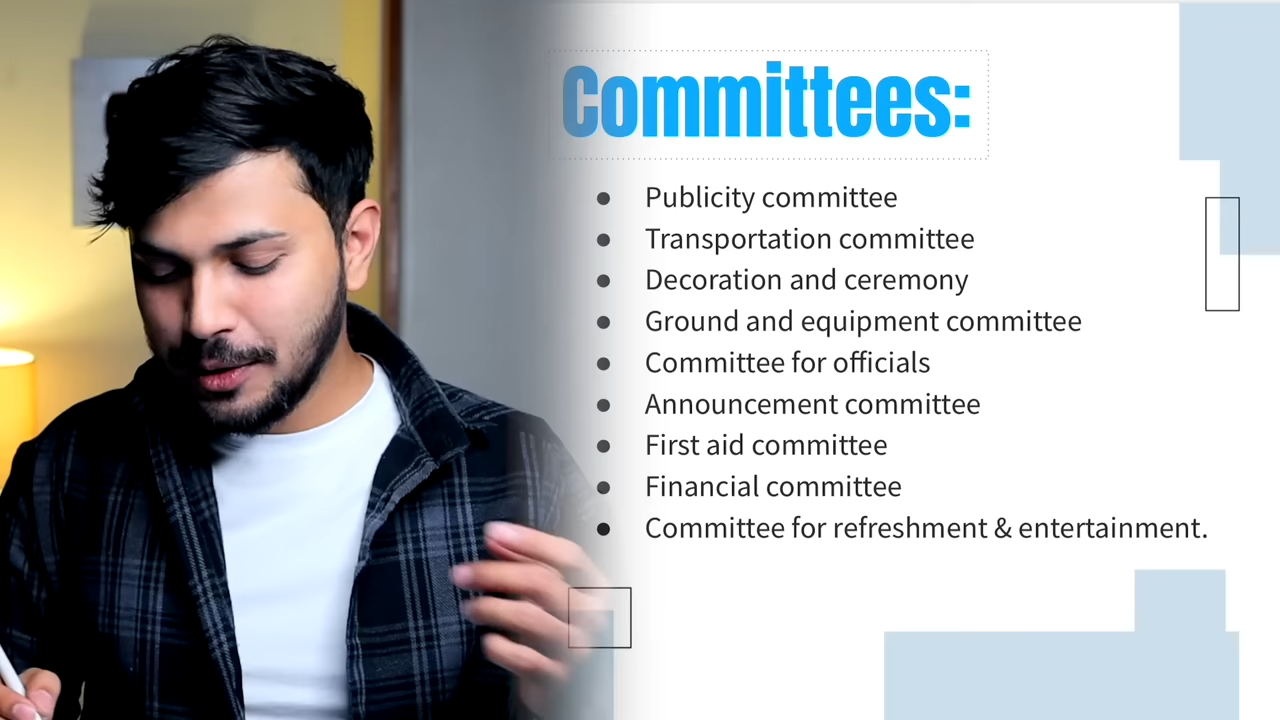 Committees:
● Publicity committee
● Transportation committee
● Decoration and ceremony
● Ground and equipment committee
● Committee for officials
● Announcement committee
● First aid committee
● Financial committee
● Committee for refreshment & entertainment.